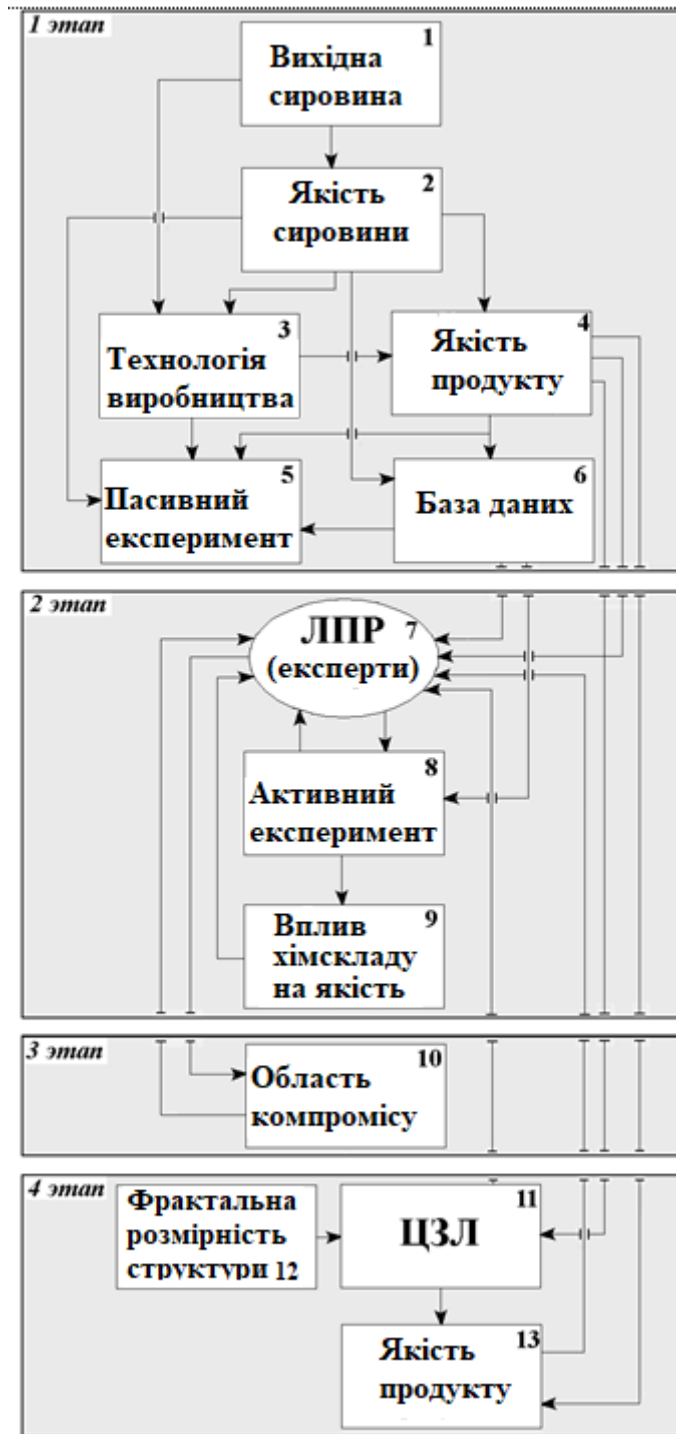 1 этап
1
Вихідна
сировина
2
Якість
сировини
3
Технологія
виробництва
4
Якість
продукту
5
Пасивний
експеримент
6
База даних
2 этап
ЛПР 7
(експерти)
8
Активний
експеримент
9
Вплив
хімскладу
на якість
3 этап
10
Область
компромісу
4 этап
Фрактальна
розмірність
структури 12
11
ЦЗЛ
13
Якість
продукту